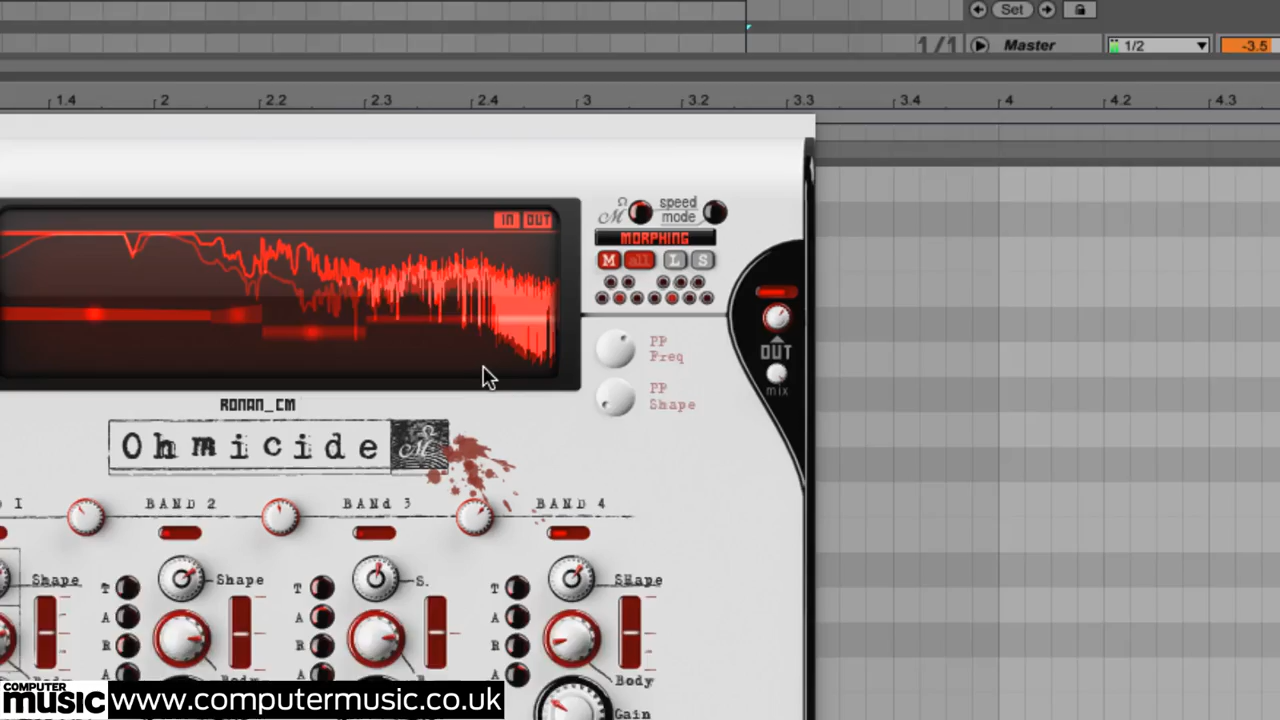 Set
1/1 Master 1/2 -3.5
1.4 2 2.2 2.3 2.4 3 3.2 3.3 3.4 4 4.2 4.3
IN OUT
speed
mode
MORPHING
M all L S
PP
Freq
PP
Shape
OUT
mix
RONAN_CM
Ohmicide
BAND 2 BANd 3 BAND 4
Shape T Shape T S. T SHape
A A A
R R R
A A A
Body Body
Gain
COMPUTER
music www.computermusic.co.uk